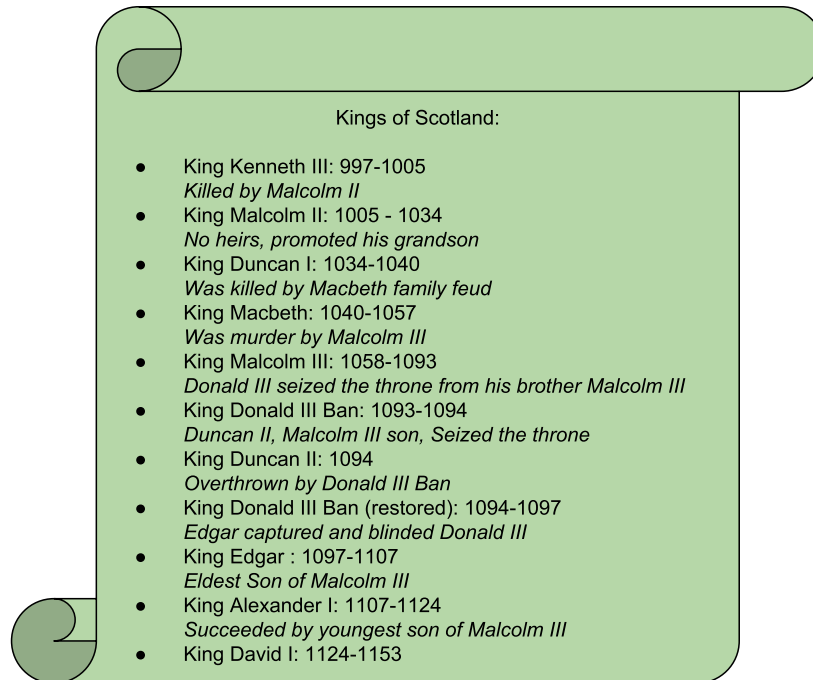 Kings of Scotland:
● King Kenneth III: 997-1005
Killed by Malcolm II
● King Malcolm II: 1005 - 1034
No heirs, promoted his grandson
● King Duncan I: 1034-1040
Was killed by Macbeth family feud
● King Macbeth: 1040-1057
Was murder by Malcolm III
● King Malcolm III: 1058-1093
Donald III seized the throne from his brother Malcolm III
● King Donald III Ban: 1093-1094
Duncan II, Malcolm III son, Seized the throne
● King Duncan II: 1094
Overthrown by Donald III Ban
● King Donald III Ban (restored): 1094-1097
Edgar captured and blinded Donald III
● King Edgar : 1097-1107
Eldest Son of Malcolm III
● King Alexander I: 1107-1124
Succeeded by youngest son of Malcolm III
● King David I: 1124-1153